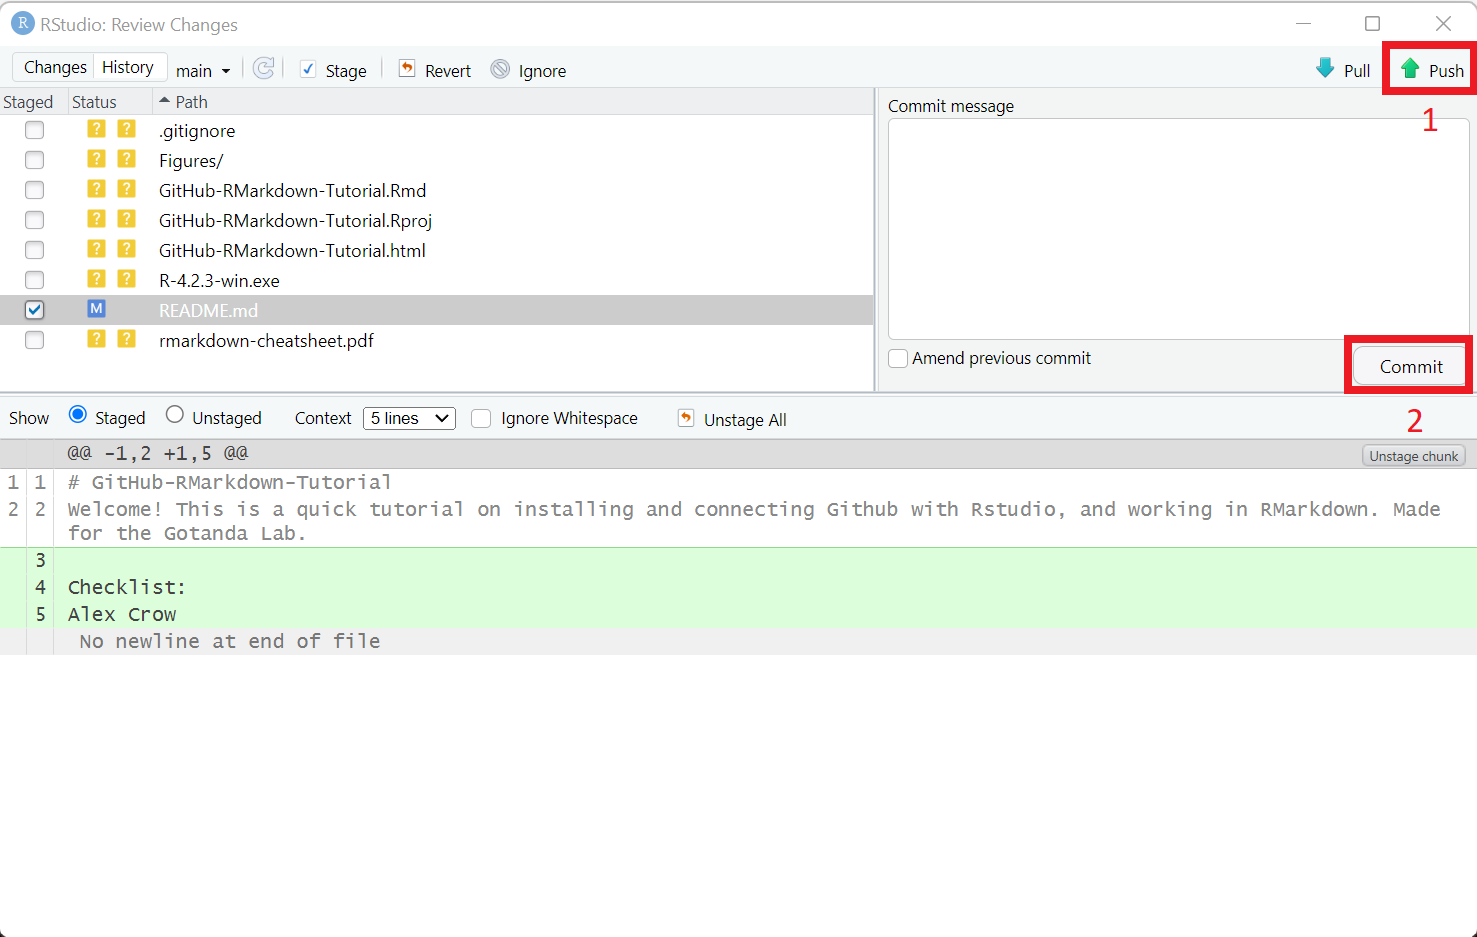 R RStudio: Review Changes
Changes History main Stage Revert Ignore Pull Push
1
Staged Status Path
Commit message
? ? .gitignore
? ? Figures/
? ? GitHub-RMarkdown-Tutorial.Rmd
? ? GitHub-RMarkdown-Tutorial.Rproj
? ? GitHub-RMarkdown-Tutorial.html
? ? R-4.2.3-win.exe
M README.md
? ? rmarkdown-cheatsheet.pdf
Amend previous commit
Commit
2
Show Staged Unstaged Context 5 lines Ignore Whitespace Unstage All
@@ -1,2 +1,5 @@ Unstage chunk
1 1 # GitHub-RMarkdown-Tutorial
2 2 Welcome! This is a quick tutorial on installing and connecting Github with Rstudio, and working in RMarkdown. Made
for the Gotanda Lab.
3
4 Checklist:
5 Alex Crow
No newline at end of file